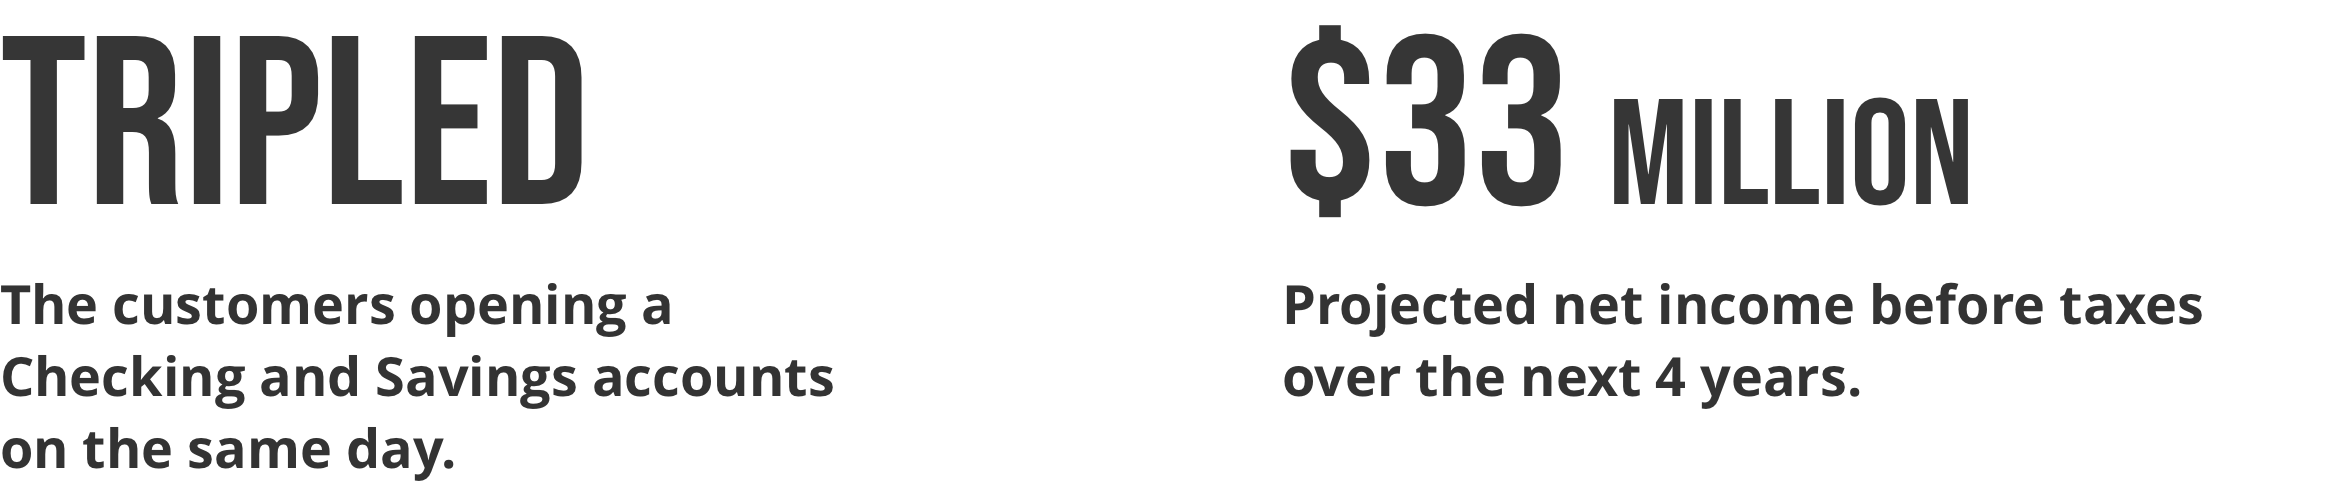 TRIPLED
The customers opening a
Checking and Savings accounts
on the same day.
$33 MILLION
Projected net income before taxes
over the next 4 years.